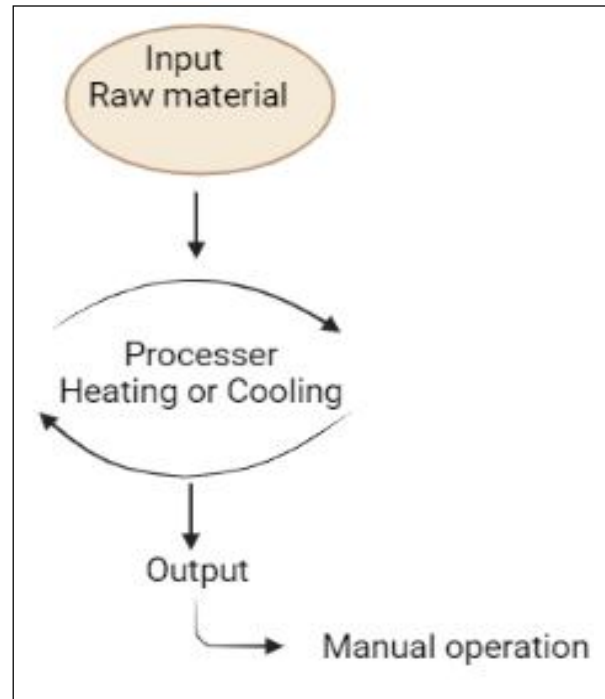 Input
Raw material
Processer
Heating or Cooling
Output
Manual operation